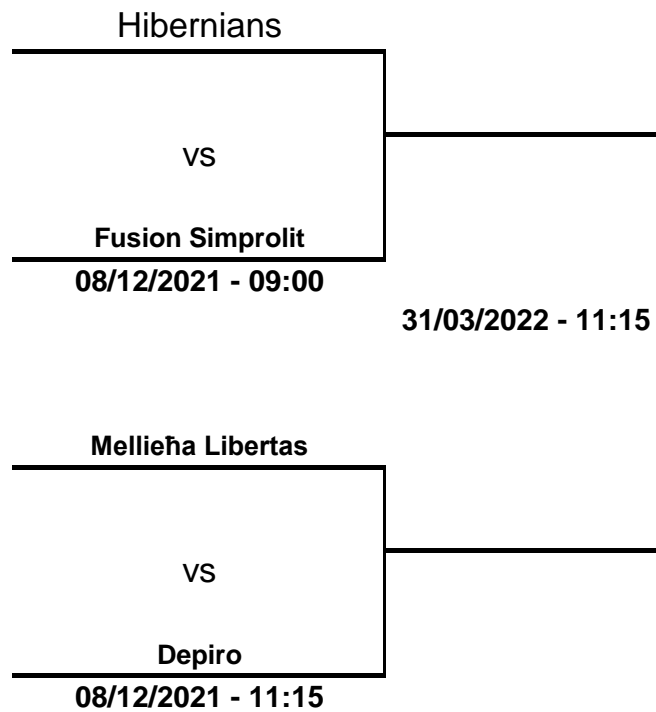 Hibernians
vs
Fusion Simprolit
08/12/2021 - 09:00
31/03/2022 - 11:15
Mellieħa Libertas
vs
Depiro
08/12/2021 - 11:15